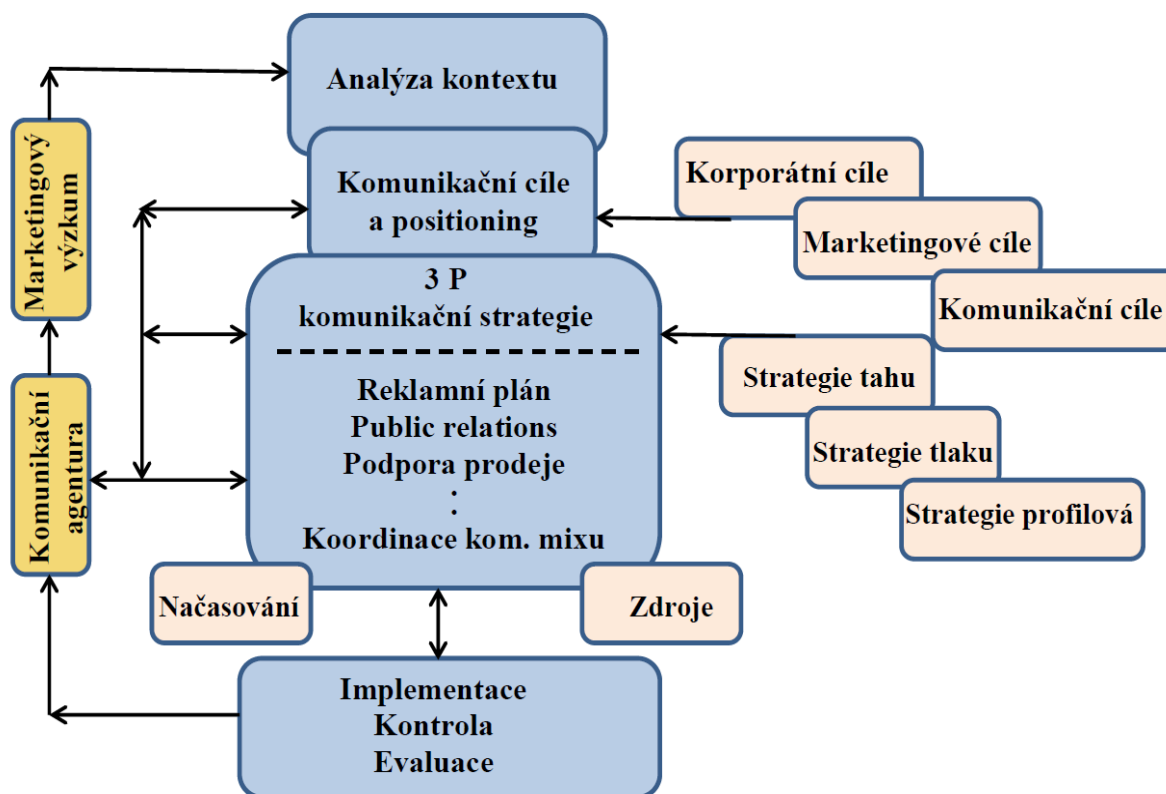 Analýza kontextu
Marketingový
výzkum
Komunikační cíle
a positioning
Korporátní cíle
Marketingové cíle
Komunikační cíle
3 P
komunikační strategie
Reklamní plán
Public relations
Podpora prodeje
:
Koordinace kom. mixu
Strategie tahu
Strategie tlaku
Strategie profilová
Komunikační
agentura
Načasování
Zdroje
Implementace
Kontrola
Evaluace